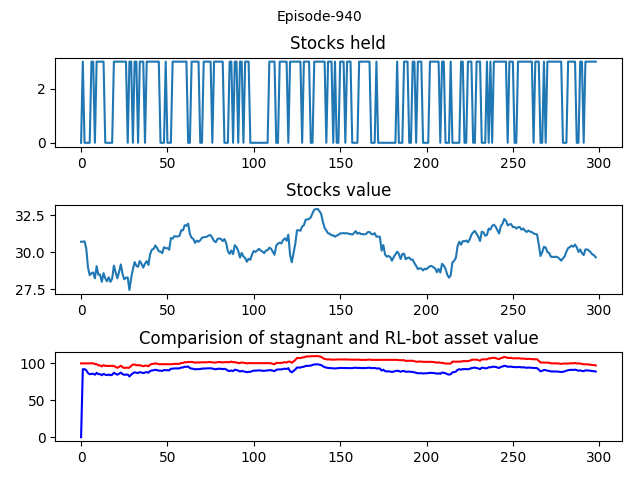 Episode-940
Stocks held
2
0
0 50 100 150 200 250 300
Stocks value
32.5
30.0
27.5
0 50 100 150 200 250 300
Comparision of stagnant and RL-bot asset value
100
50
0
0 50 100 150 200 250 300